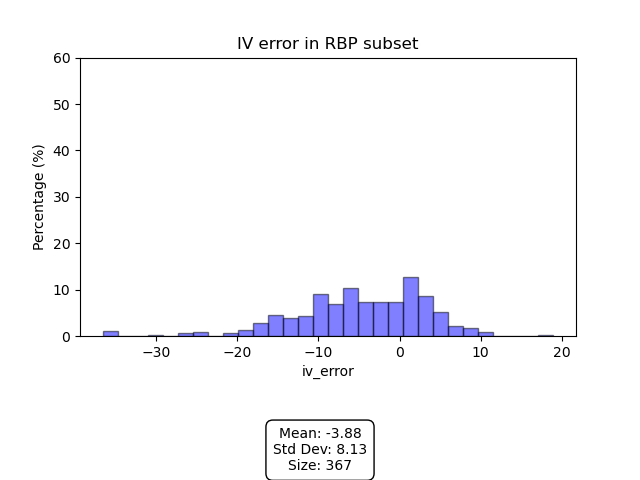 IV error in RBP subset
60
50
40
30
20
10
0
Percentage (%)
−30
−20
−10
0
10
20
iv_error
Mean: -3.88
Std Dev: 8.13
Size: 367